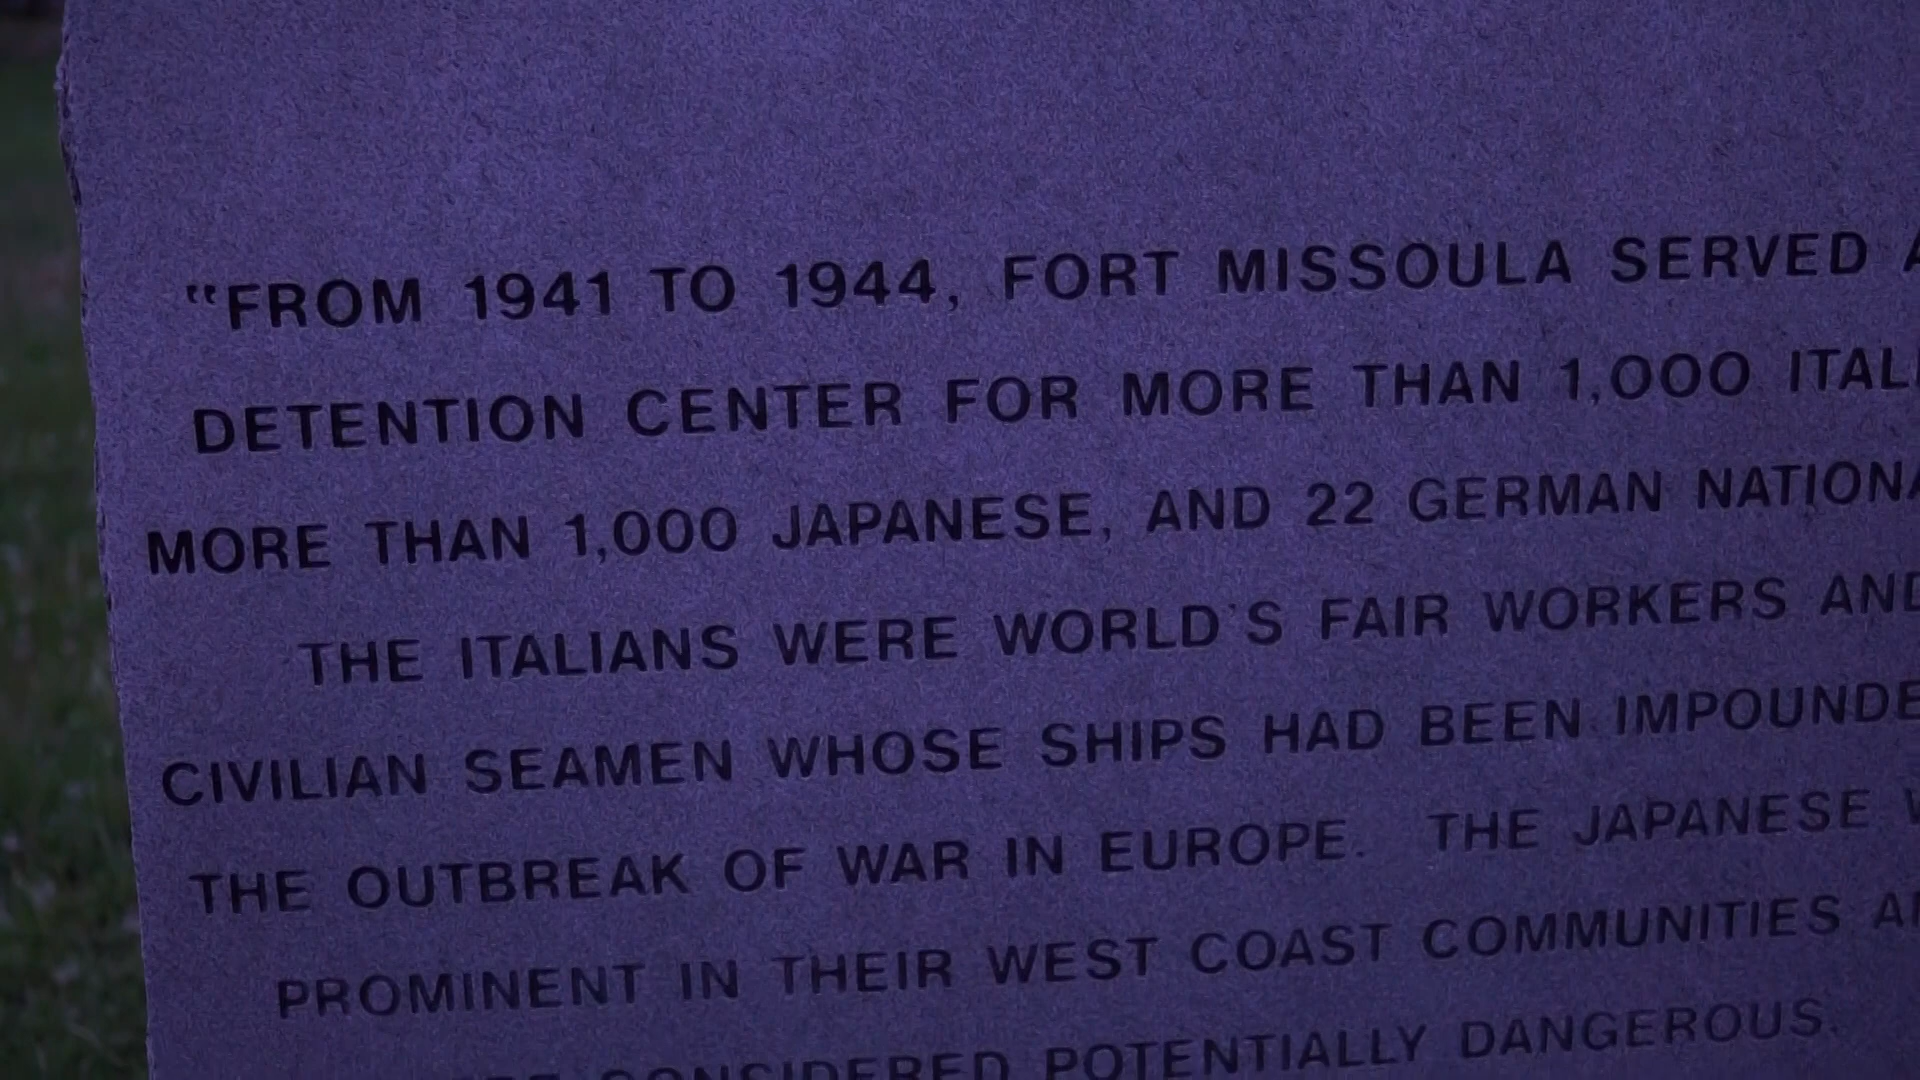 "FROM 1941 TO 1944, FORT MISSOULA SERVED
DETENTION CENTER FOR MORE THAN 1,000
MORE THAN 1,000 JAPANESE, AND 22 GERMAN
THE ITALIANS WERE WORLD'S FAIR WORKERS AND
CIVILIAN SEAMEN WHOSE SHIPS HAD BEEN
THE OUTBREAK OF WAR IN EUROPE. THE JAPANESE
PROMINENT IN THEIR WEST COAST COMMUNITIES
CONSIDERED POTENTIALLY DANGEROUS.